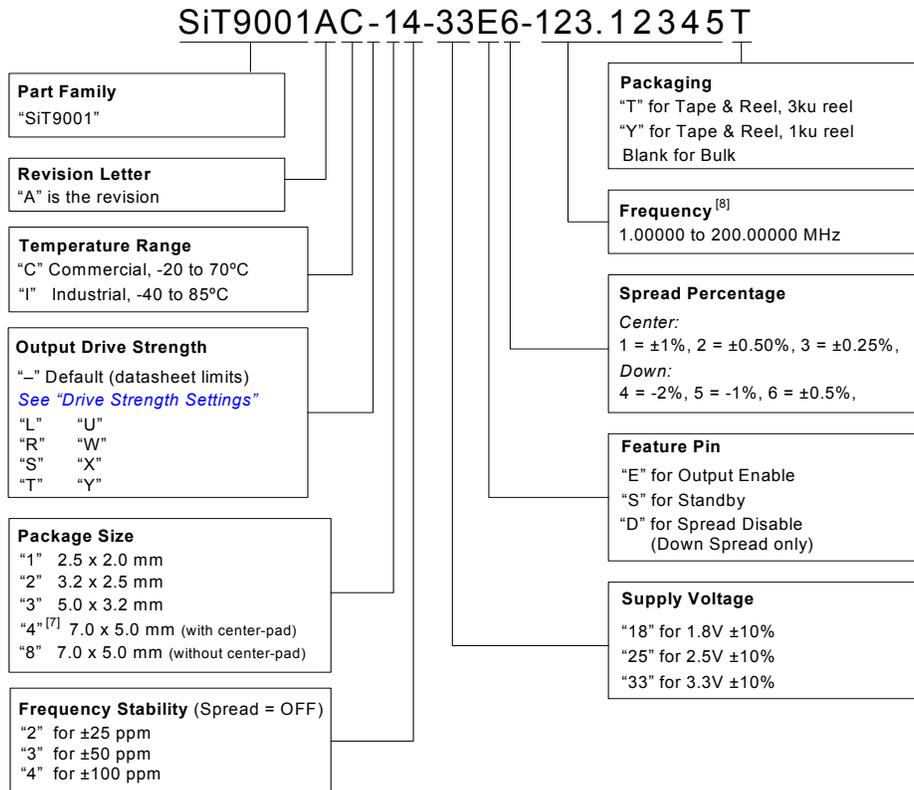 SiT9001AC-14-33E6-123.12345T
Part Family
“SiT9001”
Revision Letter
“A” is the revision
Temperature Range
“C” Commercial, -20 to 70ºC
“I” Industrial, -40 to 85ºC
Output Drive Strength
“–” Default (datasheet limits)
See “Drive Strength Settings”
“L” “U”
“R” “W”
“S” “X”
“T” “Y”
Package Size
“1” 2.5 x 2.0 mm
“2” 3.2 x 2.5 mm
“3” 5.0 x 3.2 mm
“4”[7] 7.0 x 5.0 mm (with center-pad)
“8” 7.0 x 5.0 mm (without center-pad)
Frequency Stability (Spread = OFF)
“2” for ±25 ppm
“3” for ±50 ppm
“4” for ±100 ppm
Packaging
“T” for Tape & Reel, 3ku reel
“Y” for Tape & Reel, 1ku reel
Blank for Bulk
Frequency[8]
1.00000 to 200.00000 MHz
Spread Percentage
Center:
1 = ±1%, 2 = ±0.50%, 3 = ±0.25%,
Down:
4 = -2%, 5 = -1%, 6 = ±0.5%,
Feature Pin
“E” for Output Enable
“S” for Standby
“D” for Spread Disable
(Down Spread only)
Supply Voltage
“18” for 1.8V ±10%
“25” for 2.5V ±10%
“33” for 3.3V ±10%